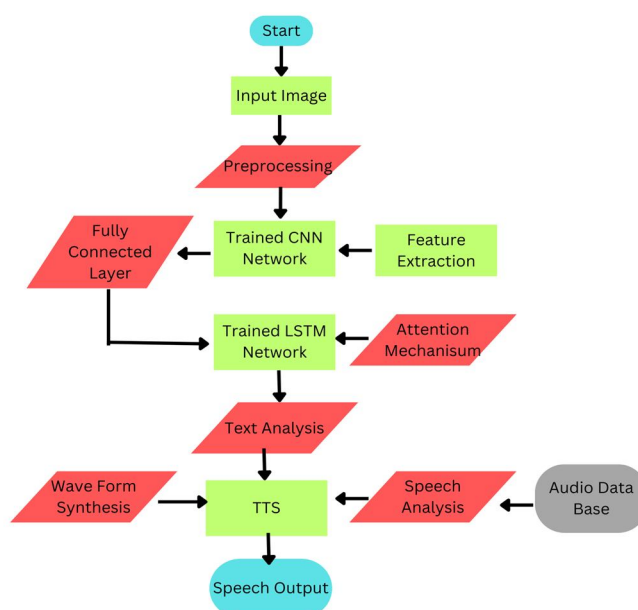 Start
Input Image
Preprocessing
Fully
Connected
Layer
Trained CNN
Network
Feature
Extraction
Trained LSTM
Network
Attention
Mechanisum
Text Analysis
Wave Form
Synthesis
TTS
Speech
Analysis
Audio Data
Base
Speech Output